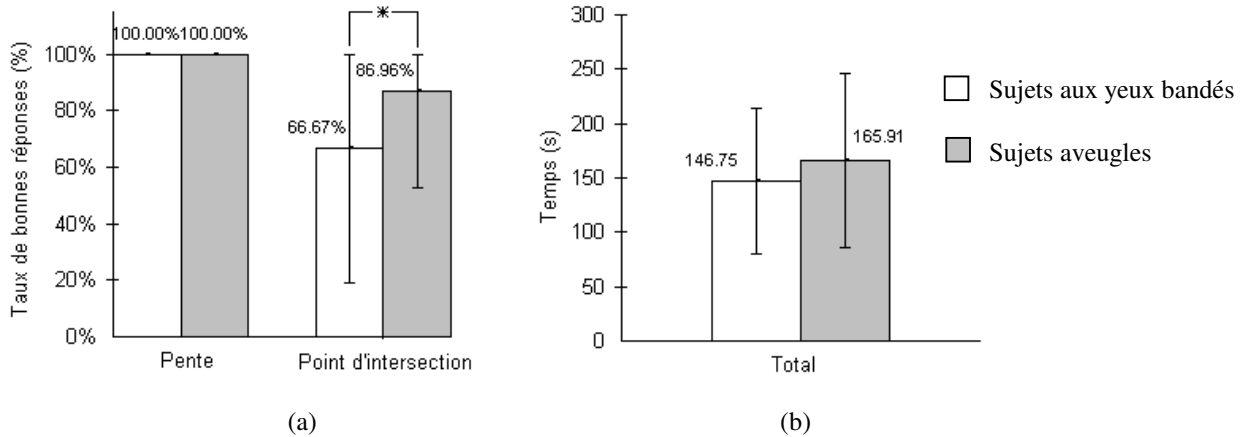 Taux de bonnes réponses (%)
100%
80%
60%
40%
20%
0%
100.00%
100.00%
66.67%
*
86.96%
Pente
Point d'intersection
(a)
Temps (s)
300
250
200
150
100
50
0
146.75
165.91
Total
(b)
Sujets aux yeux bandés
Sujets aveugles